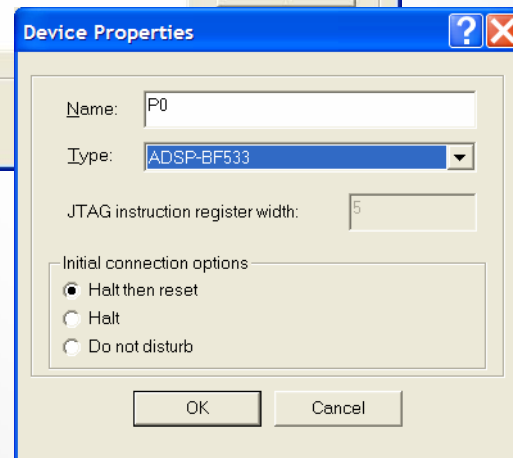 Device Properties
Name: P0
Type: ADSP-BF533
JTAG instruction register width: 5
Initial connection options
Halt then reset
Halt
Do not disturb
OK Cancel